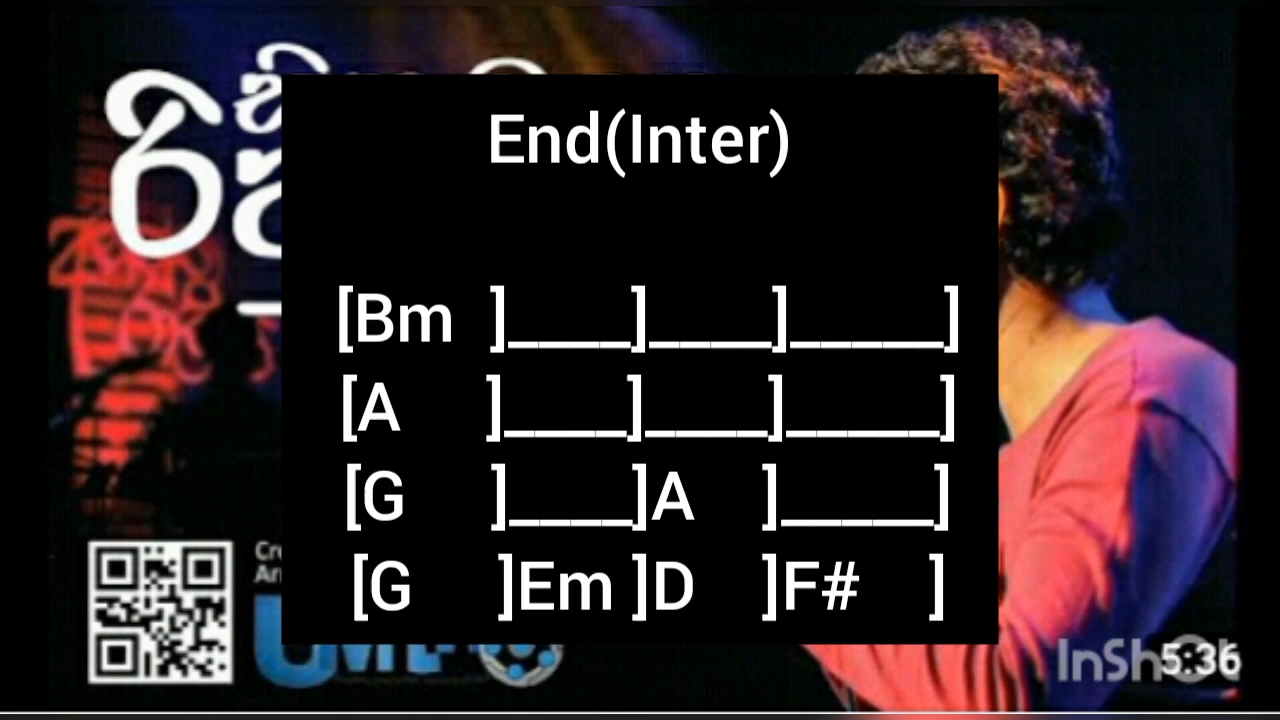 End(Inter)
[Bm ]____]____]_____]
[A ]____]____]_____]
[G ]____]A ]_____]
[G ]Em ]D ]F# ]
රි
InShot
5:36